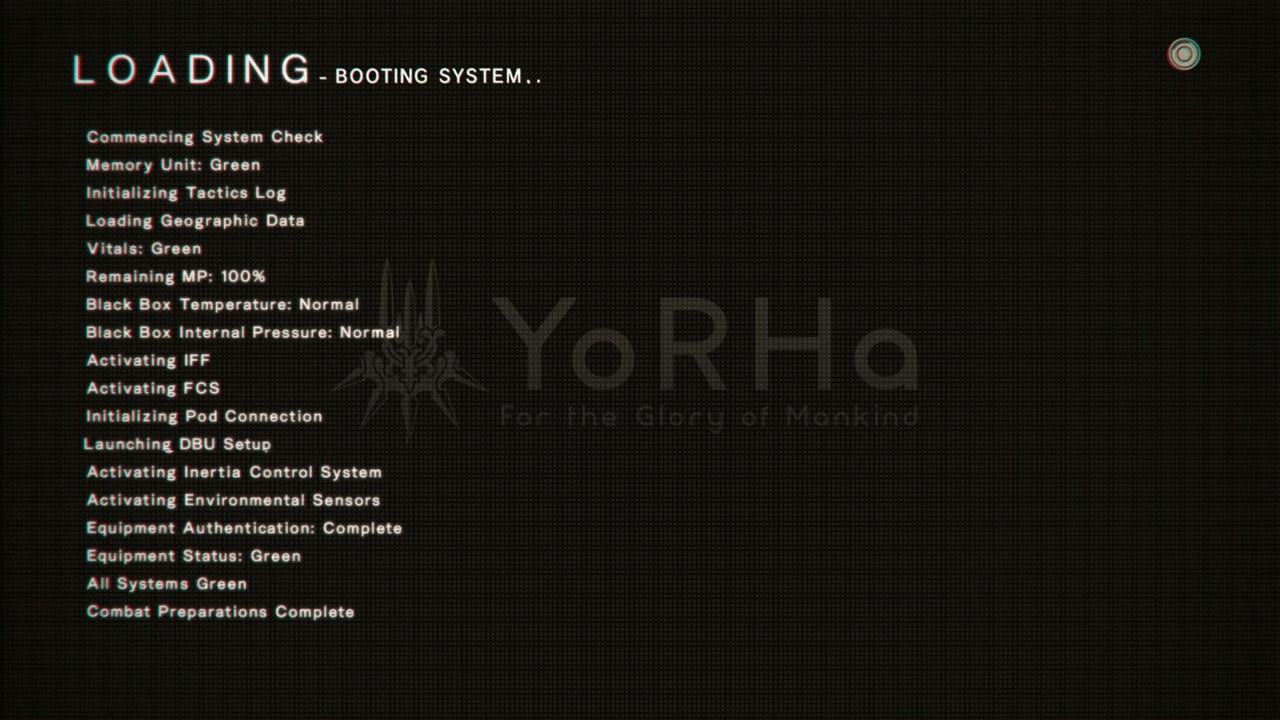 LOADING - BOOTING SYSTEM..
Commencing System Check
Memory Unit: Green
Initializing Tactics Log
Loading Geographic Data
Vitals: Green
Remaining MP: 100%
Black Box Temperature: Normal
Black Box Internal Pressure: Normal
Activating IFF
Activating FCS
Initializing Pod Connection
Launching DBU Setup
Activating Inertia Control System
Activating Environmental Sensors
Equipment Authentication: Complete
Equipment Status: Green
All Systems Green
Combat Preparations Complete
YoRHa
For the Glory of Mankind